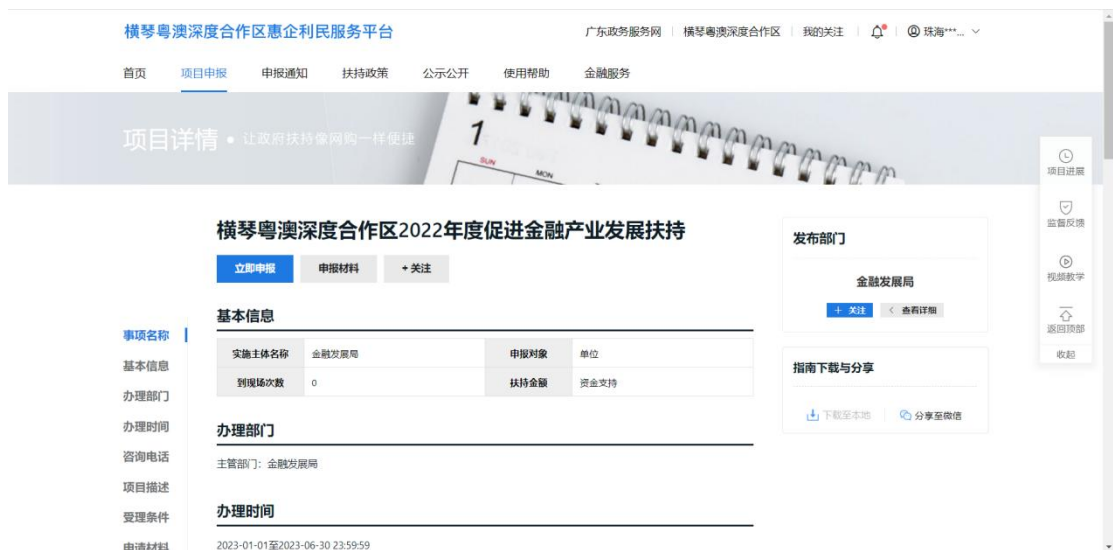 横琴粤澳深度合作区惠企利民服务平台
广东政务服务网 横琴粤澳深度合作区 我的关注 珠海***...
首页 项目申报 申报通知 扶持政策 公示公开 使用帮助 金融服务
项目详情 • 让政府扶持像网购一样便捷
1
SUN MON
项目进展
监督反馈
视频教学
返回顶部
收起
横琴粤澳深度合作区2022年度促进金融产业发展扶持
立即申报 申报材料 +关注
事项名称
基本信息
办理部门
办理时间
咨询电话
项目描述
受理条件
申请材料
基本信息
实施主体名称 金融发展局 申报对象 单位
到现场次数 0 扶持金额 资金支持
办理部门
主管部门：金融发展局
办理时间
2023-01-01至2023-06-30 23:59:59
发布部门
金融发展局
+ 关注 < 查看详细
指南下载与分享
下载至本地 分享至微信